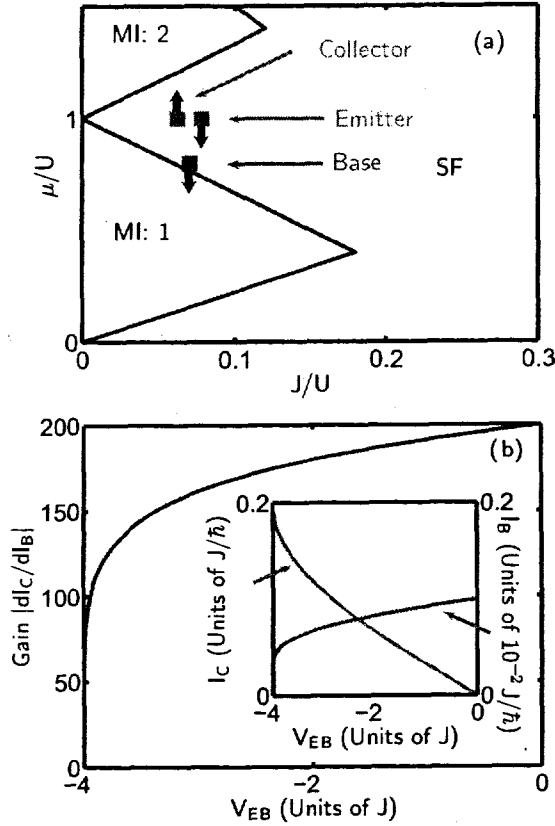 MI: 2
(a)
Collector
Emitter
Base
SF
MI: 1
1
0
μ/U
0
0.1
0.2
0.3
J/U
(b)
200
150
100
50
0
Gain |dI_C/dI_B|
0.2
0
I_C (Units of J/ħ)
0.2
0
I_B (Units of 10⁻² J/ħ)
−4
−2
0
V_EB (Units of J)
−4
−2
0
V_EB (Units of J)